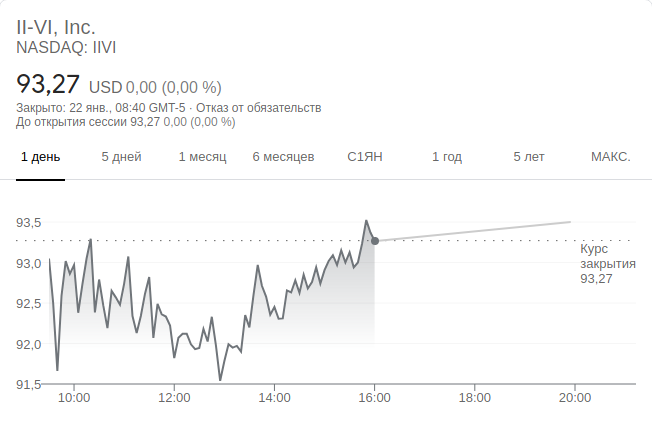 II-VI, Inc.
NASDAQ: IIVI
93,27 USD 0,00 (0,00 %)
Закрыто: 22 янв., 08:40 GMT-5 · Отказ от обязательств
До открытия сессии 93,27 0,00 (0,00 %)
1 день 5 дней 1 месяц 6 месяцев С1ЯН 1 год 5 лет МАКС.
93,5
93,0
92,5
92,0
91,5
Курс
закрытия
93,27
10:00 12:00 14:00 16:00 18:00 20:00